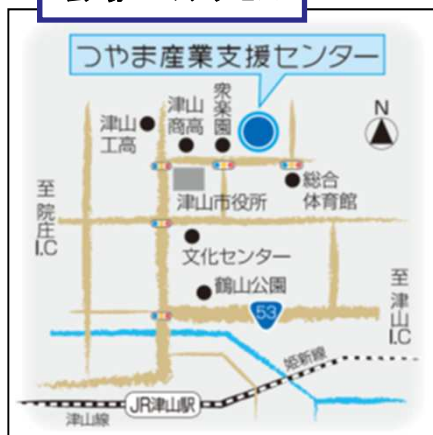 つやま産業支援センター
N
津山
工高
津山
商高
衆楽園
総合
体育館
津山市役所
至
院庄
I.C
文化センター
鶴山公園
53
至
津山
I.C
姫新線
JR津山駅
津山線